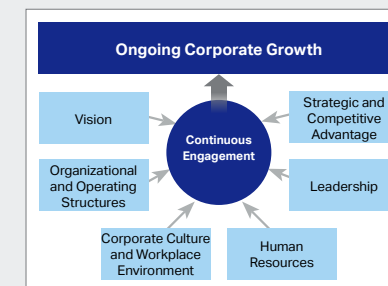 Ongoing Corporate Growth
Vision
Continuous
Engagement
Strategic and
Competitive
Advantage
Organizational
and Operating
Structures
Leadership
Corporate Culture
and Workplace
Environment
Human
Resources